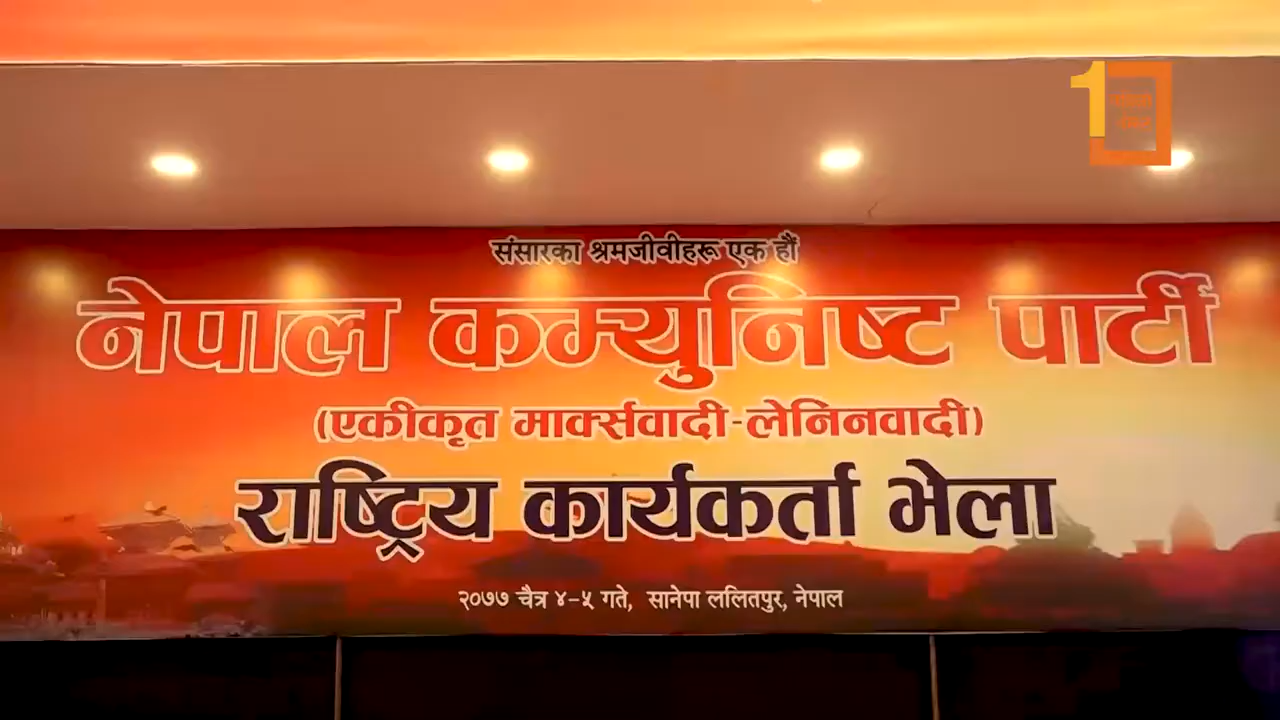 संसारका श्रमजीवीहरू एक हौं
नेपाल कम्युनिष्ट पार्टी
(एकीकृत मार्क्सवादी-लेनिनवादी)
राष्ट्रिय कार्यकर्ता भेला
२०७७ चैत्र ४-५ गते, सानेपा ललितपुर, नेपाल